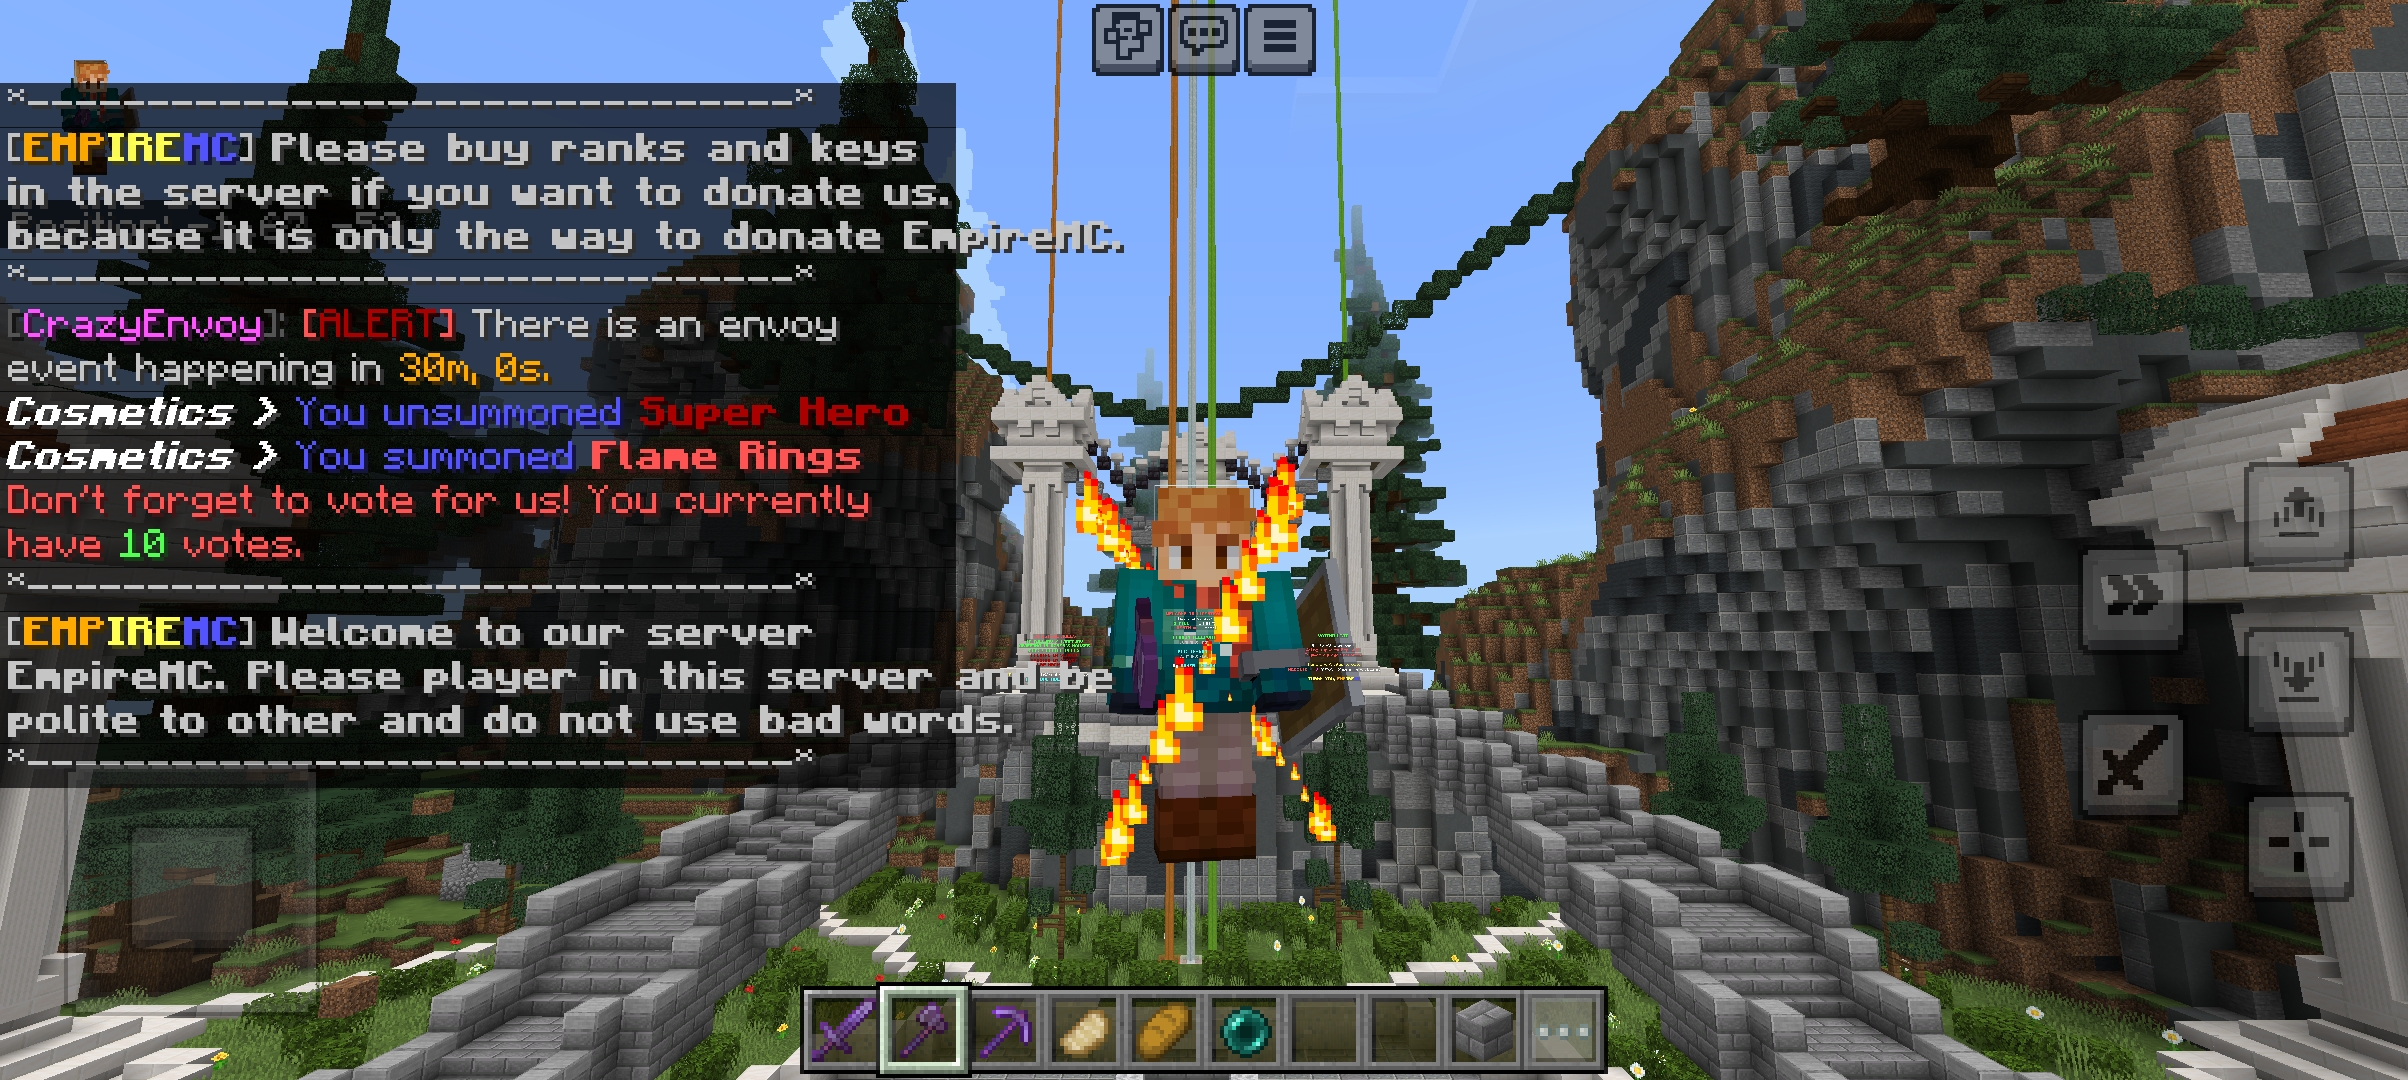 *______________________________*
[EMPIREMC] Please buy ranks and keys
in the server if you want to donate us.
because it is only the way to donate EmpireMC.
*______________________________*
[CrazyEnvoy]: [ALERT] There is an envoy
event happening in 30m, 0s.
Cosmetics > You unsummoned Super Hero
Cosmetics > You summoned Flame Rings
Don't forget to vote for us! You currently
have 10 votes.
*______________________________*
[EMPIREMC] Welcome to our server
EmpireMC. Please player in this server and be
polite to other and do not use bad words.
*______________________________*